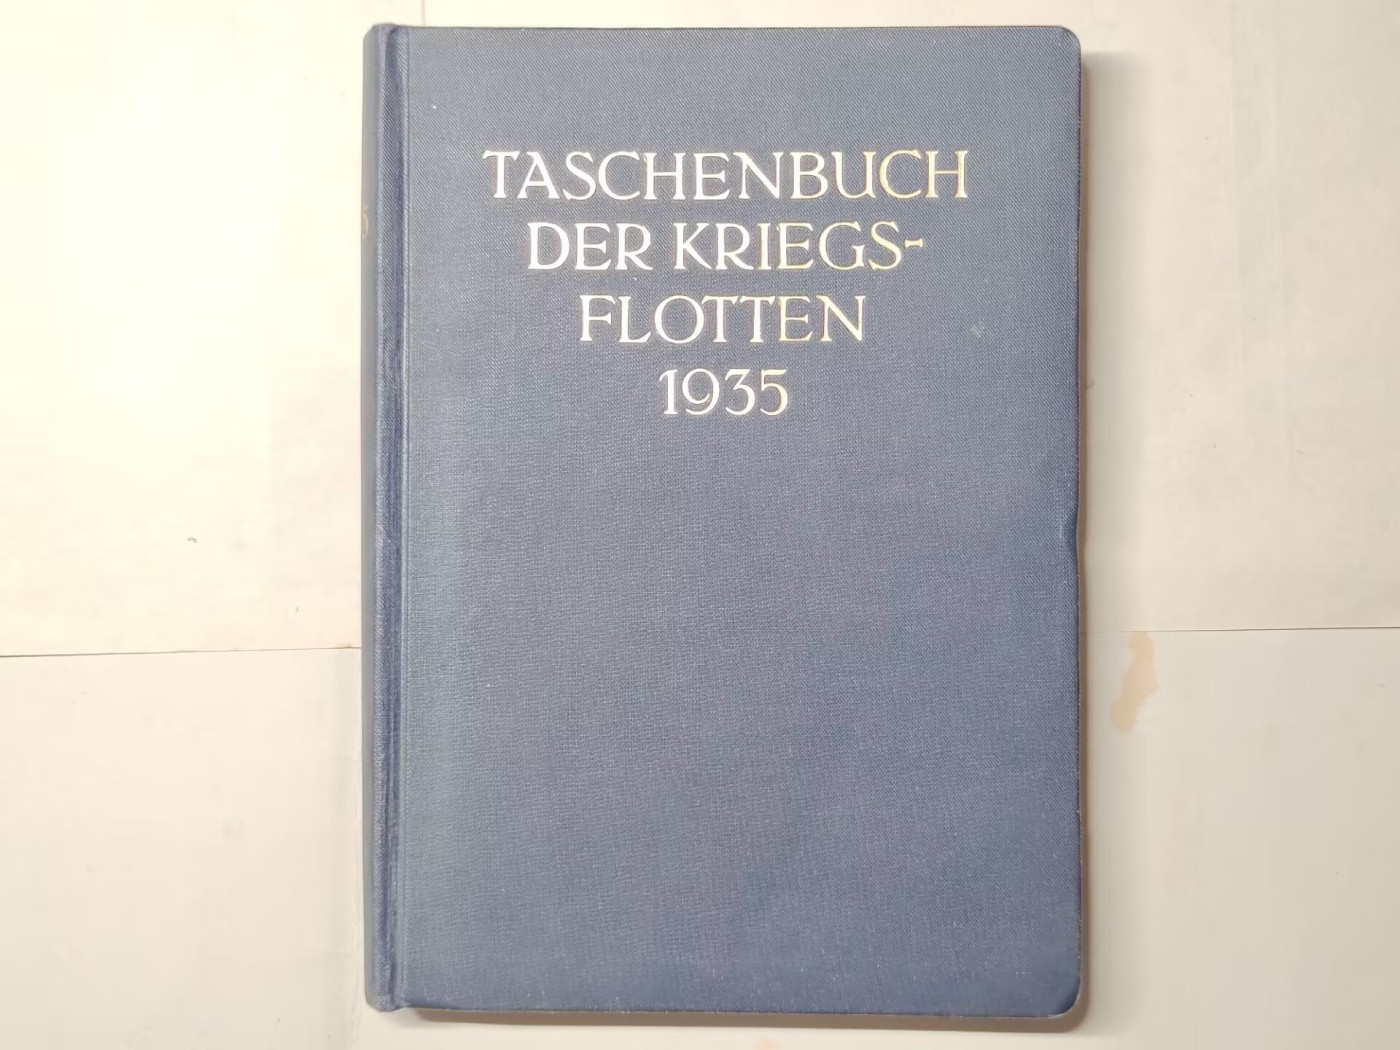 TASCHENBUCH
DER KRIEGS-
FLOTTEN
1935